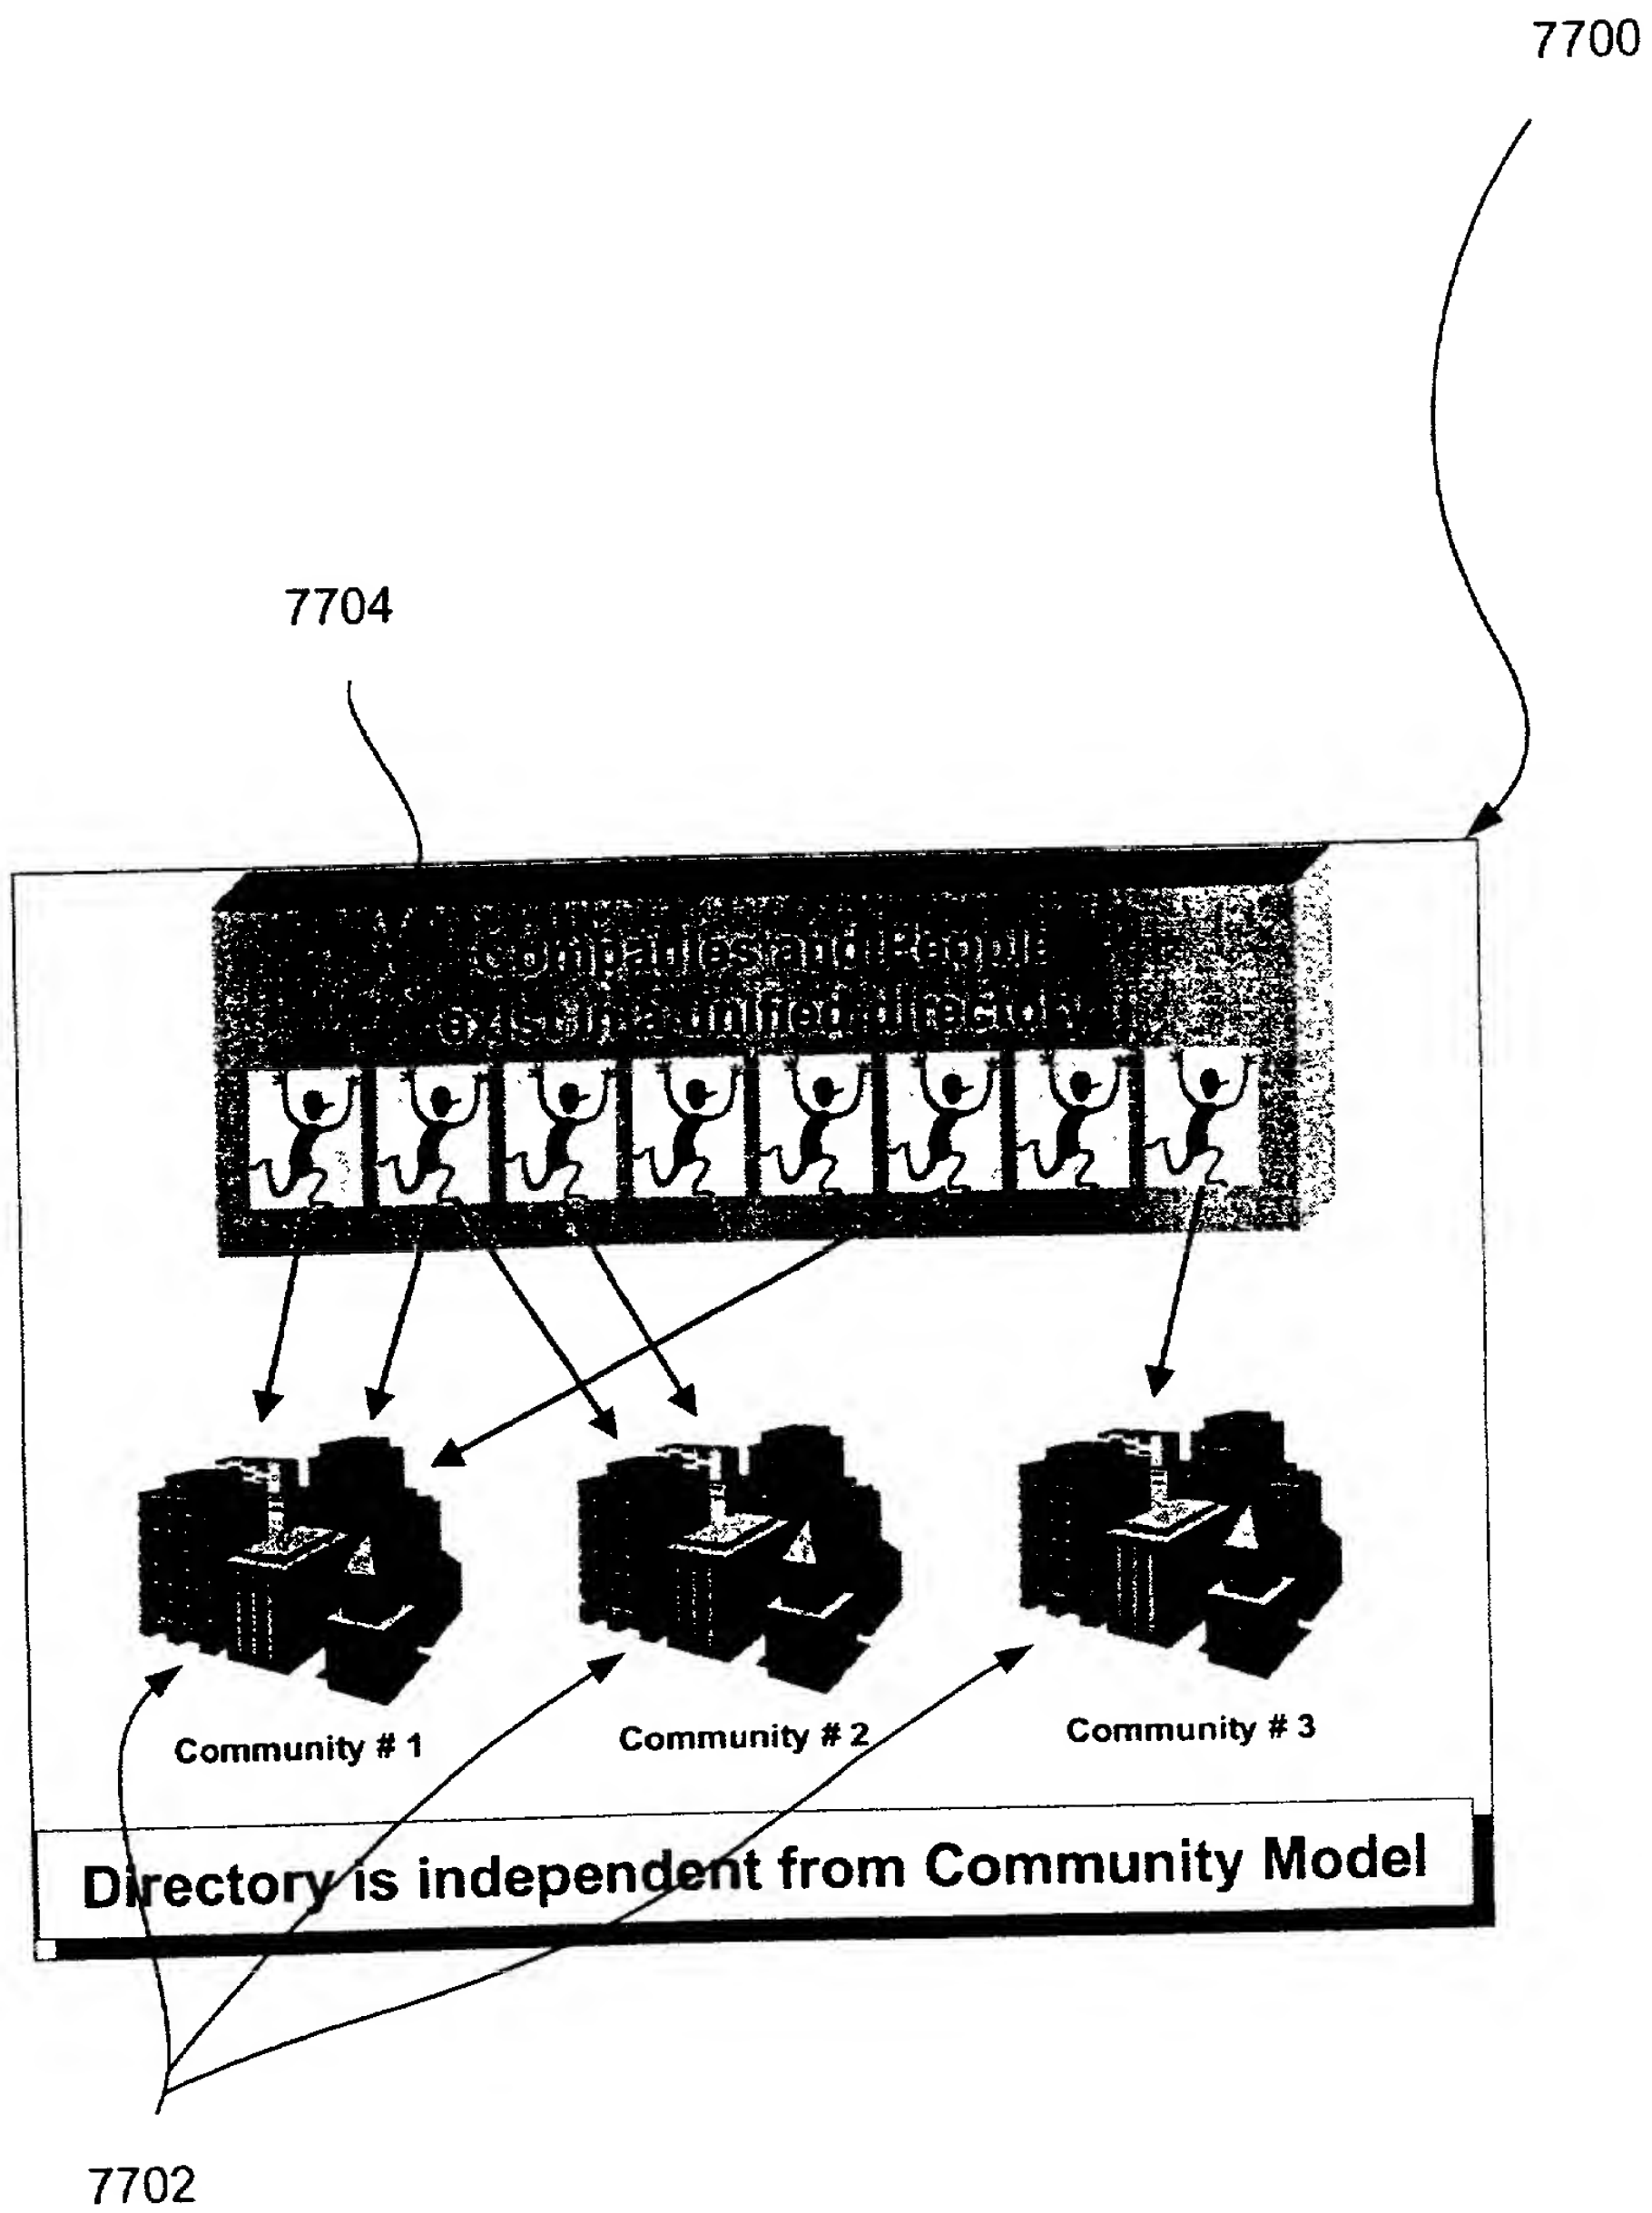 7700
7704
Companies and People
exist in a unified directory
Community # 1
Community # 2
Community # 3
Directory is independent from Community Model
7702